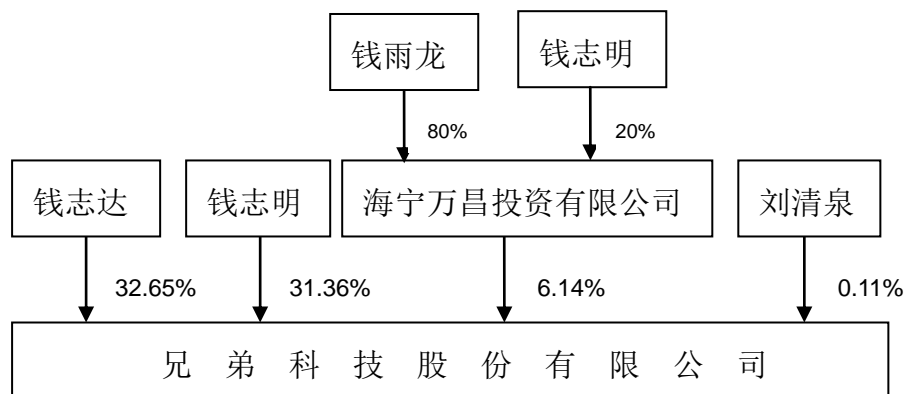 钱雨龙 钱志明
80% 20%
钱志达 钱志明 海宁万昌投资有限公司 刘清泉
32.65% 31.36% 6.14% 0.11%
兄弟科技股份有限公司